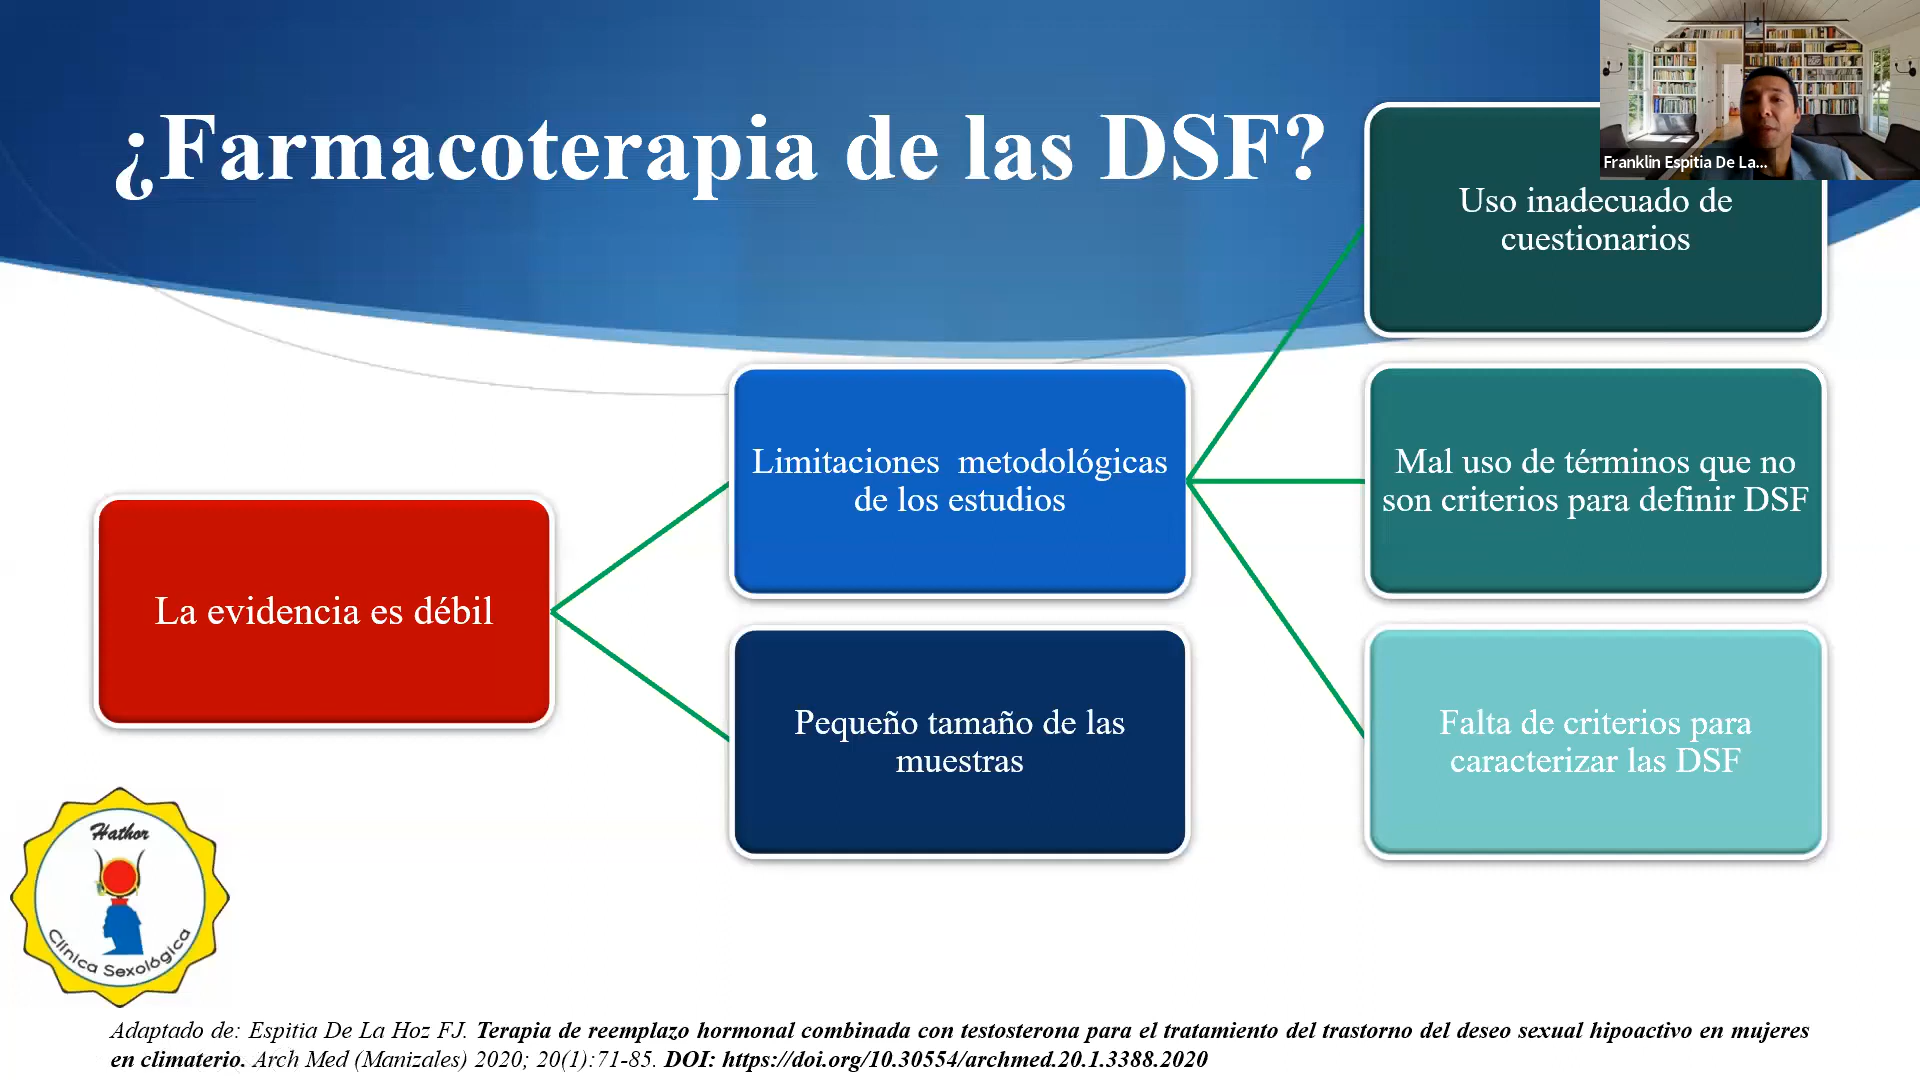 ¿Farmacoterapia de las DSF?
Franklin Espitia De La...
Uso inadecuado de
cuestionarios
Limitaciones metodológicas
de los estudios
Mal uso de términos que no
son criterios para definir DSF
La evidencia es débil
Pequeño tamaño de las
muestras
Falta de criterios para
caracterizar las DSF
Hathor
Clínica Sexológica
Adaptado de: Espitia De La Hoz FJ. Terapia de reemplazo hormonal combinada con testosterona para el tratamiento del trastorno del deseo sexual hipoactivo en mujeres
en climaterio. Arch Med (Manizales) 2020; 20(1):71-85. DOI: https://doi.org/10.30554/archmed.20.1.3388.2020